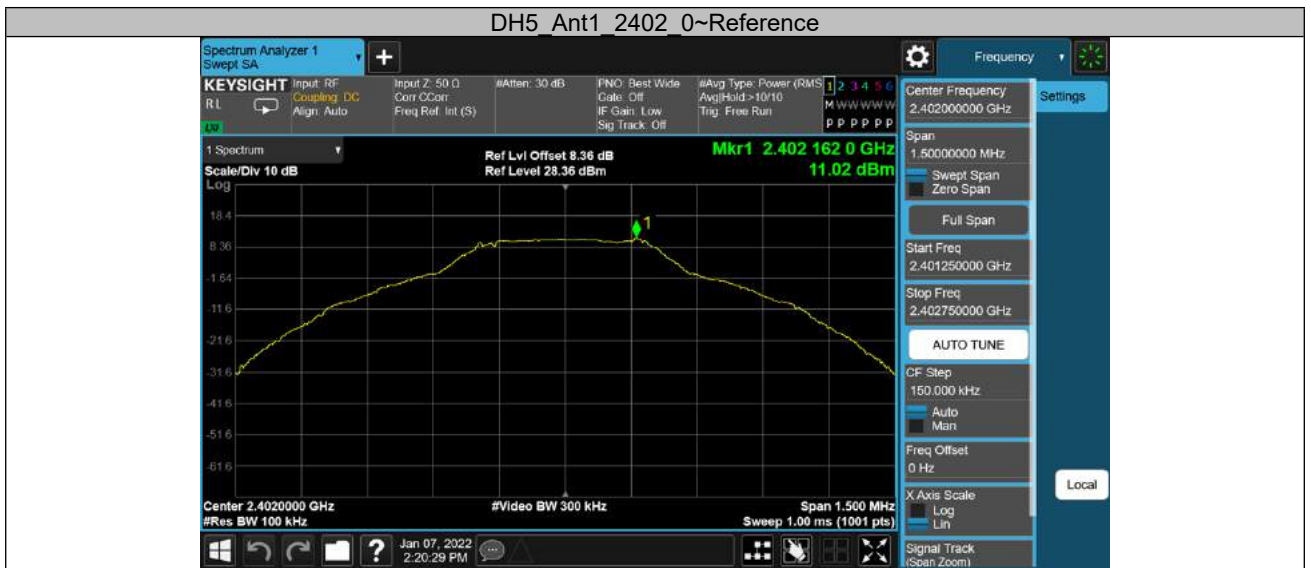 DH5_Ant1_2402_0~Reference
Spectrum Analyzer 1
Swept SA
+
Frequency
KEYSIGHT
RL
Input: RF
Coupling: DC
Align: Auto
Input Z: 50 Ω
Corr CCorr
Freq Ref: Int (S)
#Atten: 30 dB
PNO: Best Wide
Gate: Off
IF Gain: Low
Sig Track: Off
#Avg Type: Power (RMS
Avg|Hold:>10/10
Trig: Free Run
1 2 3 4 5 6
M W W W W W
P P P P P P
1 Spectrum
Scale/Div 10 dB
Log
Ref Lvl Offset 8.36 dB
Ref Level 28.36 dBm
Mkr1 2.402 162 0 GHz
11.02 dBm
18.4
8.36
-1.64
-11.6
-21.6
-31.6
-41.6
-51.6
-61.6
1
Center 2.4020000 GHz
#Res BW 100 kHz
#Video BW 300 kHz
Span 1.500 MHz
Sweep 1.00 ms (1001 pts)
Center Frequency
2.402000000 GHz
Settings
Span
1.50000000 MHz
Swept Span
Zero Span
Full Span
Start Freq
2.401250000 GHz
Stop Freq
2.402750000 GHz
AUTO TUNE
CF Step
150.000 kHz
Auto
Man
Freq Offset
0 Hz
X Axis Scale
Log
Lin
Local
Signal Track
(Span Zoom)
?
Jan 07, 2022
2:20:29 PM